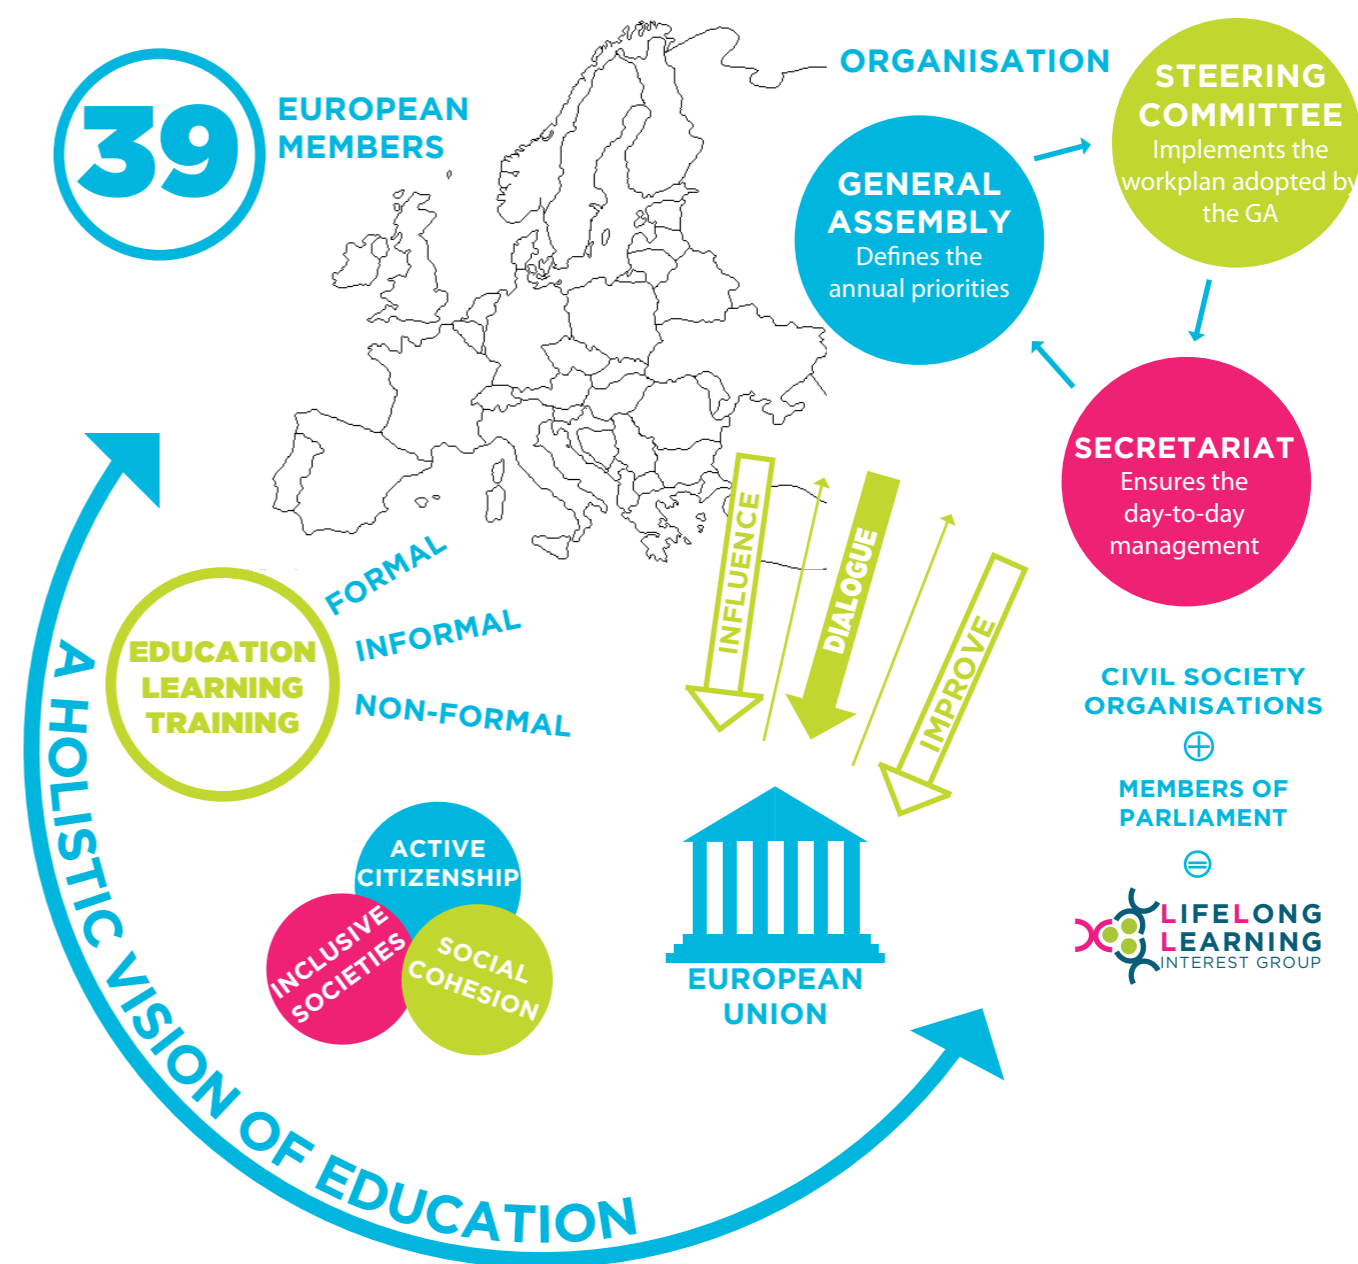 39
EUROPEAN
MEMBERS
ORGANISATION
GENERAL
ASSEMBLY
Defines the
annual priorities
STEERING
COMMITTEE
Implements the
workplan adopted by
the GA
SECRETARIAT
Ensures the
day-to-day
management
EDUCATION
LEARNING
TRAINING
FORMAL
INFORMAL
NON-FORMAL
INFLUENCE
DIALOGUE
IMPROVE
ACTIVE
CITIZENSHIP
INCLUSIVE
SOCIETIES
SOCIAL
COHESION
EUROPEAN
UNION
CIVIL SOCIETY
ORGANISATIONS
+
MEMBERS OF
PARLIAMENT
=
LIFELONG
LEARNING
INTEREST GROUP
A HOLISTIC VISION OF EDUCATION